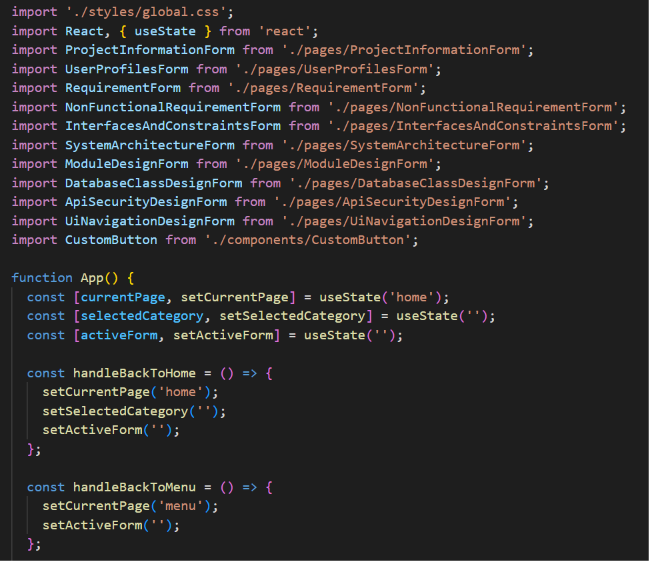 import './styles/global.css';
import React, { useState } from 'react';
import ProjectInformationForm from './pages/ProjectInformationForm';
import UserProfilesForm from './pages/UserProfilesForm';
import RequirementForm from './pages/RequirementForm';
import NonFunctionalRequirementForm from './pages/NonFunctionalRequirementForm';
import InterfacesAndConstraintsForm from './pages/InterfacesAndConstraintsForm';
import SystemArchitectureForm from './pages/SystemArchitectureForm';
import ModuleDesignForm from './pages/ModuleDesignForm';
import DatabaseClassDesignForm from './pages/DatabaseClassDesignForm';
import ApiSecurityDesignForm from './pages/ApiSecurityDesignForm';
import UiNavigationDesignForm from './pages/UiNavigationDesignForm';
import CustomButton from './components/CustomButton';

function App() {
  const [currentPage, setCurrentPage] = useState('home');
  const [selectedCategory, setSelectedCategory] = useState('');
  const [activeForm, setActiveForm] = useState('');

  const handleBackToHome = () => {
    setCurrentPage('home');
    setSelectedCategory('');
    setActiveForm('');
  };

  const handleBackToMenu = () => {
    setCurrentPage('menu');
    setActiveForm('');
  };